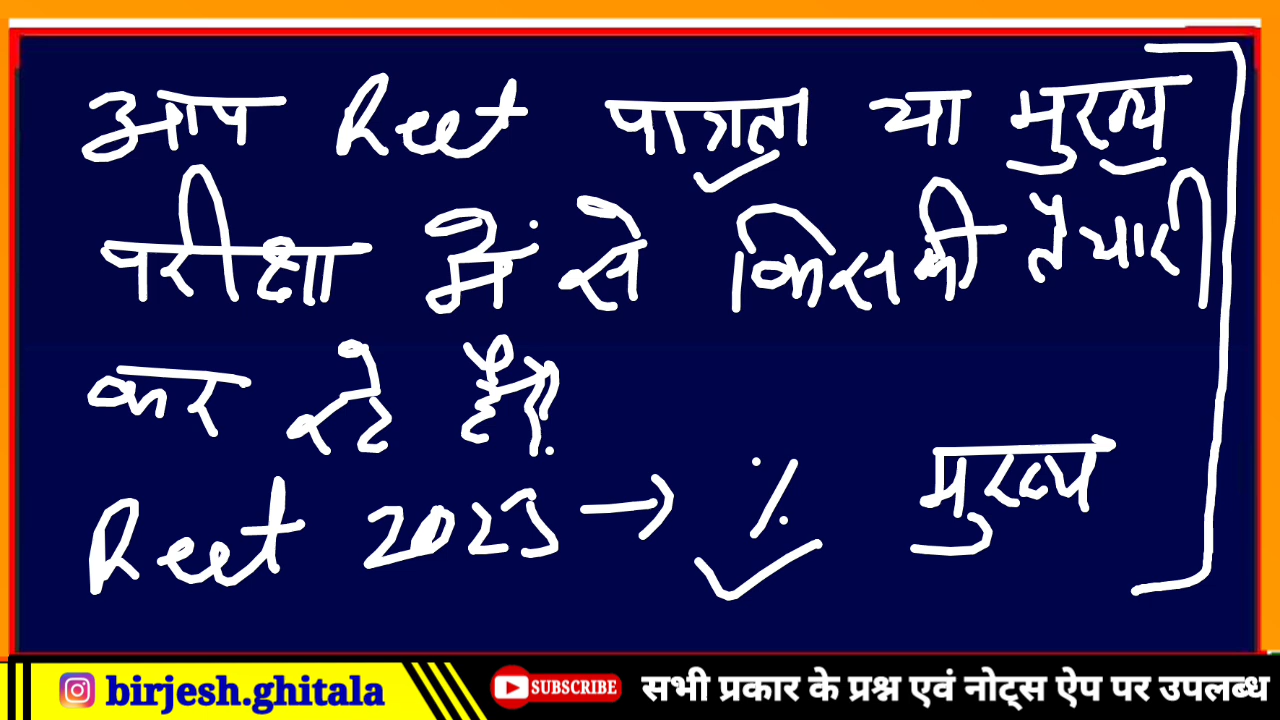 आप Reet पात्रता या मुख्य
परीक्षा में से किसकी तैयारी
कर रहे हैं?
Reet 2023 → % मुख्य
birjesh.ghitala SUBSCRIBE सभी प्रकार के प्रश्न एवं नोट्स ऐप पर उपलब्ध